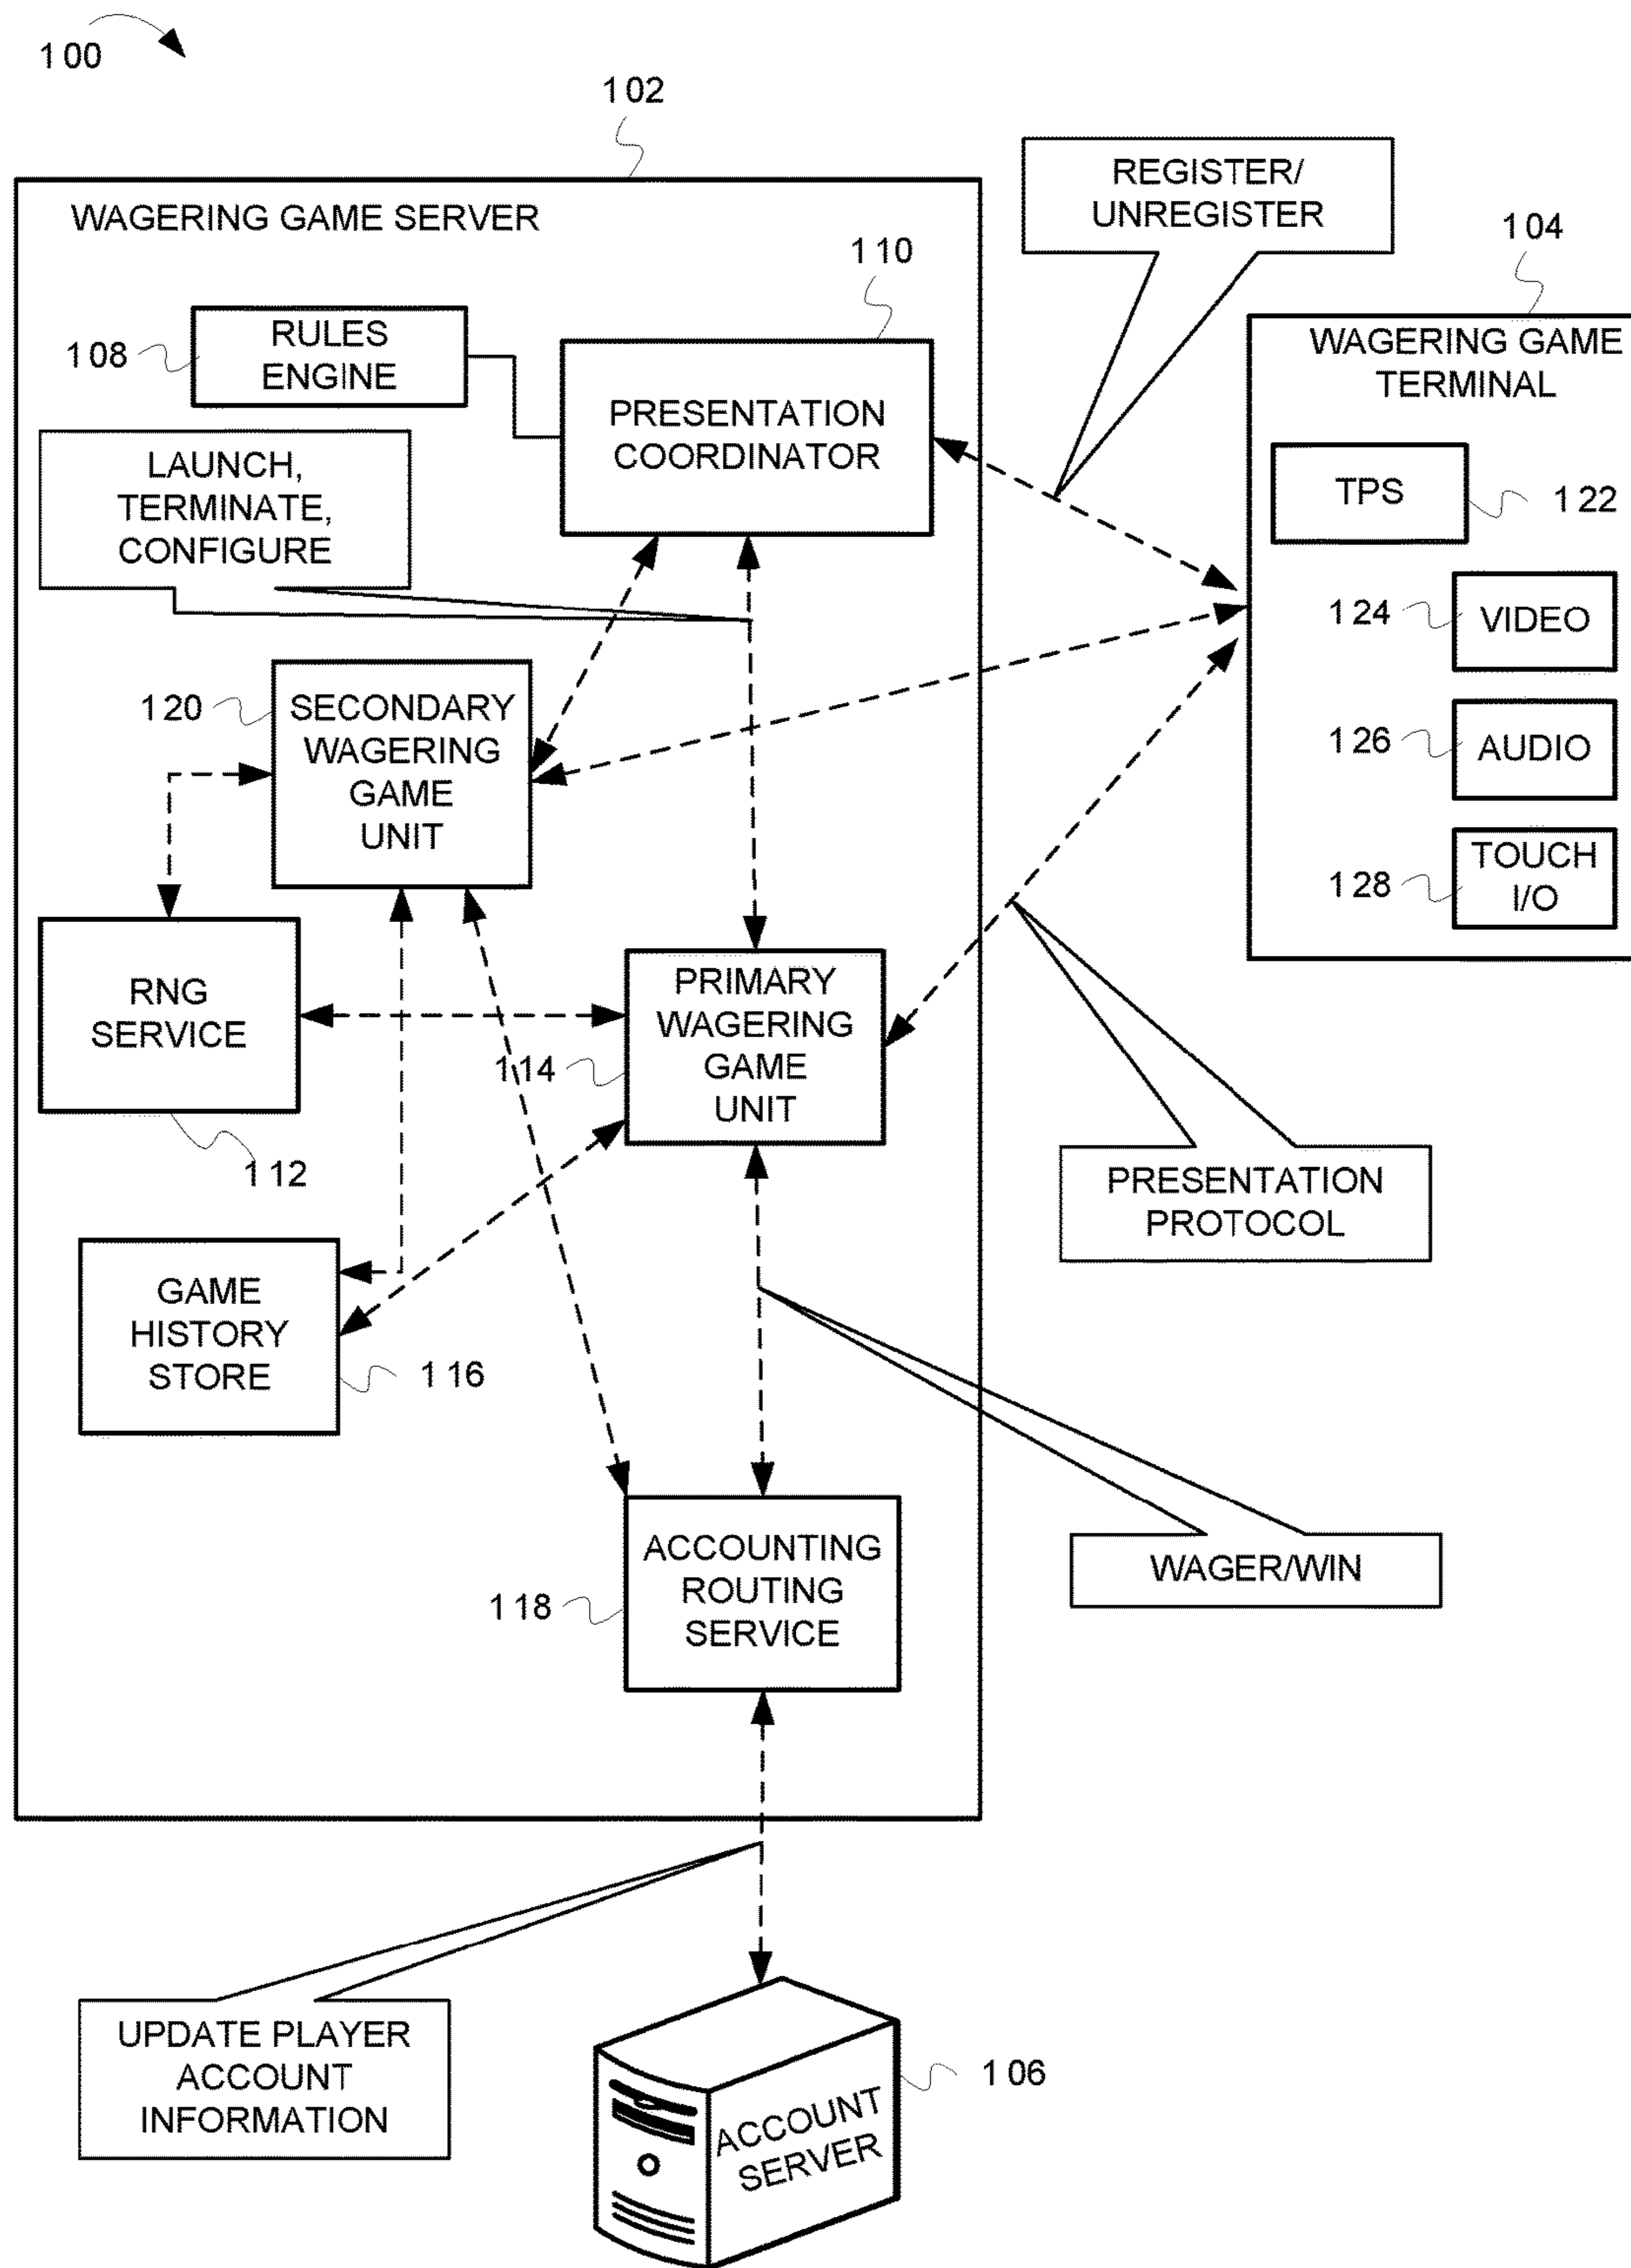 100
102
REGISTER/
UNREGISTER
WAGERING GAME SERVER
104
110
WAGERING GAME
TERMINAL
RULES
ENGINE
108
PRESENTATION
COORDINATOR
LAUNCH,
TERMINATE,
CONFIGURE
TPS
122
124
VIDEO
120
SECONDARY
WAGERING
GAME
UNIT
126
AUDIO
128
TOUCH
I/O
RNG
SERVICE
PRIMARY
WAGERING
GAME
UNIT
114
112
PRESENTATION
PROTOCOL
GAME
HISTORY
STORE
116
ACCOUNTING
ROUTING
SERVICE
118
WAGER/WIN
UPDATE PLAYER
ACCOUNT
INFORMATION
106
ACCOUNT
SERVER